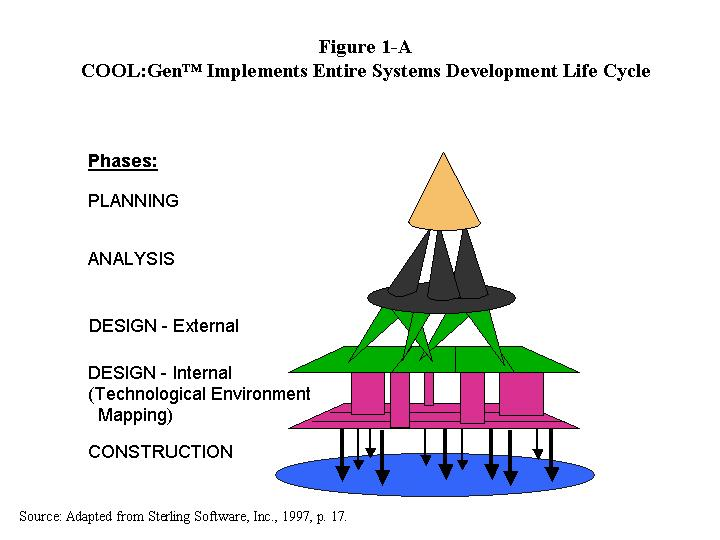 Figure 1-A
COOL:Gen™ Implements Entire Systems Development Life Cycle
Phases:
PLANNING
ANALYSIS
DESIGN - External
DESIGN - Internal
(Technological Environment
Mapping)
CONSTRUCTION
Source: Adapted from Sterling Software, Inc., 1997, p. 17.